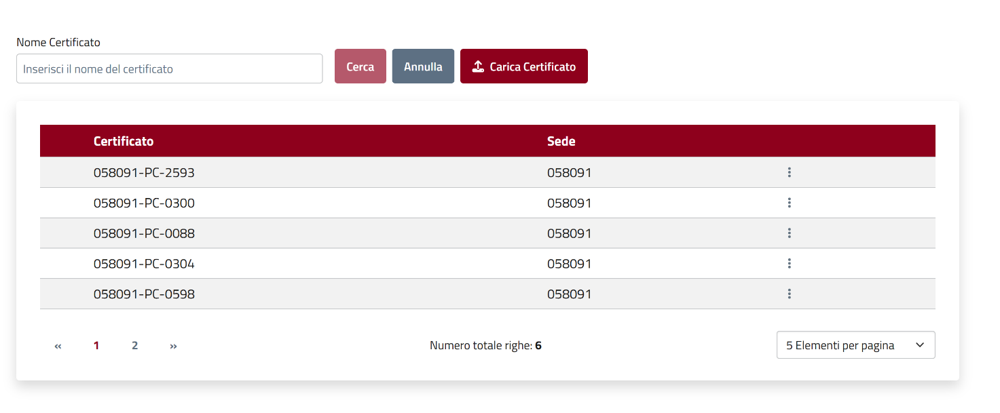 Nome Certificato
Inserisci il nome del certificato
Cerca
Annulla
Carica Certificato
Certificato Sede
058091-PC-2593 058091
058091-PC-0300 058091
058091-PC-0088 058091
058091-PC-0304 058091
058091-PC-0598 058091
« 1 2 » Numero totale righe: 6 5 Elementi per pagina